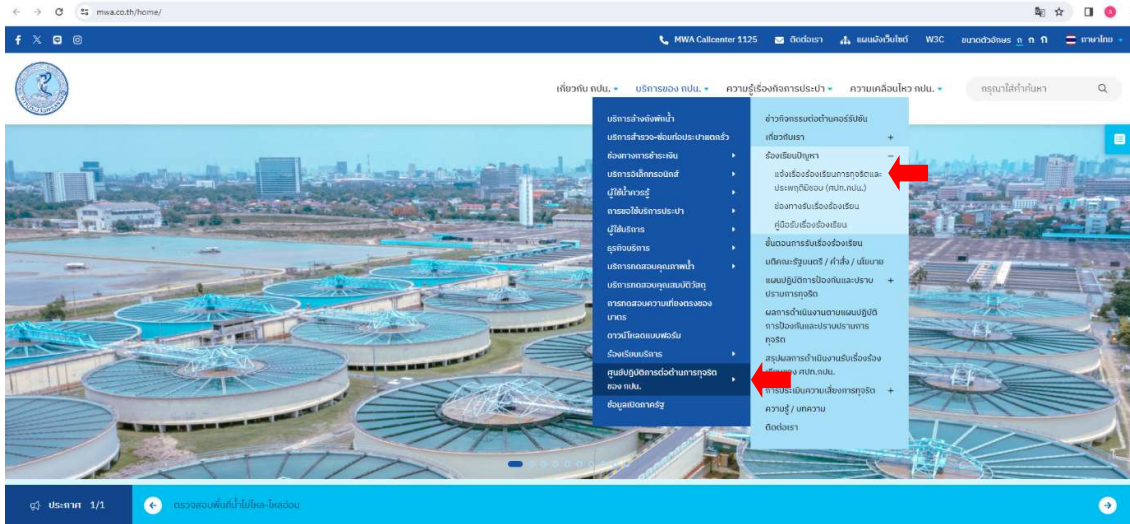 mwa.co.th/home/
MWA Callcenter 1125 ติดต่อเรา แผนผังเว็บไซต์ W3C ขนาดตัวอักษร ก ก ก ภาษาไทย
เกี่ยวกับ กปน. บริการของ กปน. ความรู้เรื่องกิจการประปา ความเคลื่อนไหว กปน. กรุณาใส่คำค้นหา
บริการล้างถังพักน้ำ
บริการสำรวจ-ซ่อมท่อประปาแตกรั่ว
ช่องทางการชำระเงิน
บริการอิเล็กทรอนิกส์
ผู้ใช้น้ำควรรู้
การขอใช้บริการประปา
ผู้ใช้บริการ
ธุรกิจบริการ
บริการทดสอบคุณภาพน้ำ
บริการทดสอบคุณสมบัติวัสดุ
การทดสอบความเที่ยงตรงของ
มาตร
ดาวน์โหลดแบบฟอร์ม
ร้องเรียนบริการ
ศูนย์ปฏิบัติการต่อต้านการทุจริต
ของ กปน.
ข้อมูลเปิดภาครัฐ
ข่าวกิจกรรมต่อต้านคอร์รัปชัน
เกี่ยวกับเรา +
ร้องเรียนปัญหา −
แจ้งเรื่องร้องเรียนการทุจริตและ
ประพฤติมิชอบ (ศปท.กปน.)
ช่องทางรับเรื่องร้องเรียน
คู่มือรับเรื่องร้องเรียน
ขั้นตอนการรับเรื่องร้องเรียน
มติคณะรัฐมนตรี / คำสั่ง / นโยบาย
แผนปฏิบัติการป้องกันและปราบ +
ปรามการทุจริต
ผลการดำเนินงานตามแผนปฏิบัติ
การป้องกันและปราบปรามการ
ทุจริต
สรุปผลการดำเนินงานรับเรื่องร้อง
เรียนของ ศปท.กปน.
การประเมินความเสี่ยงการทุจริต +
ความรู้ / บทความ
ติดต่อเรา
ประกาศ 1/1 ตรวจสอบพื้นที่น้ำไม่ไหล-ไหลอ่อน